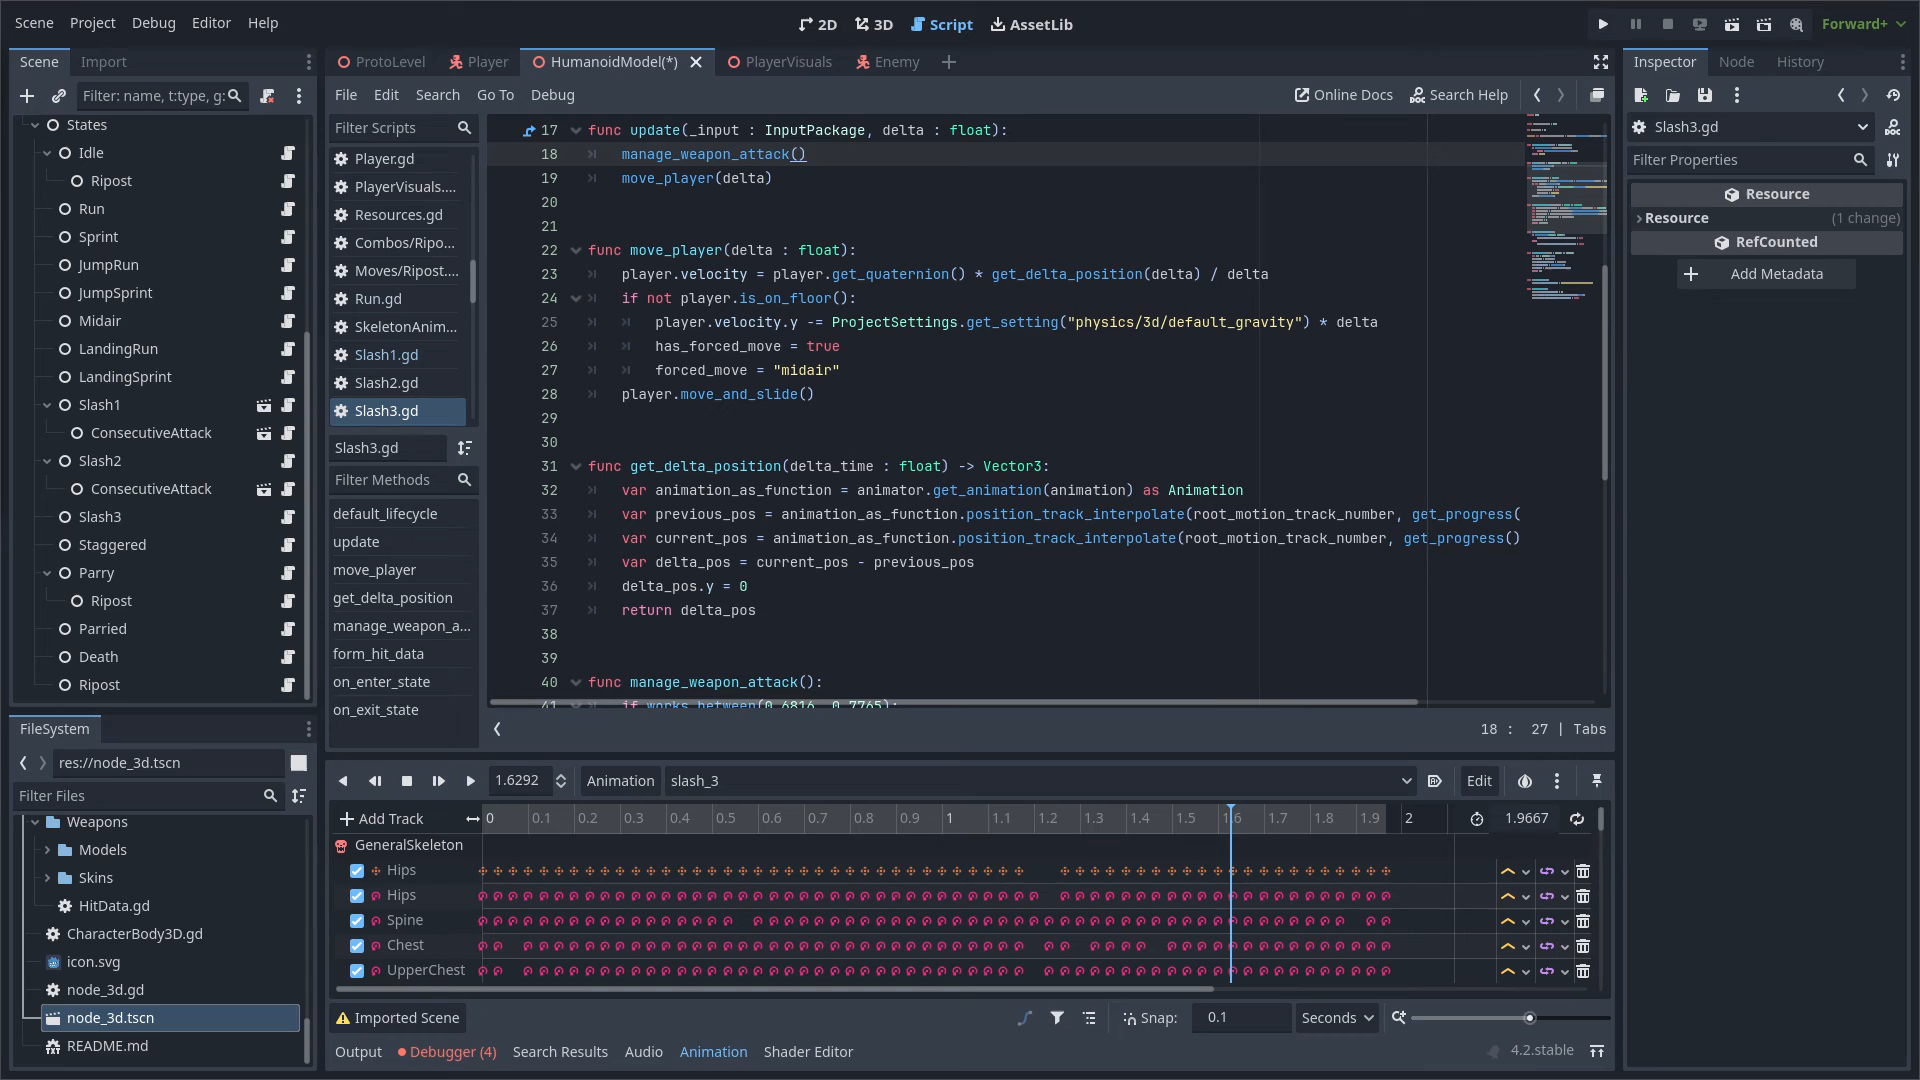 Scene Project Debug Editor Help
2D 3D Script AssetLib
Forward+
Scene Import
Filter: name, t:type, g:
States
Idle
Ripost
Run
Sprint
JumpRun
JumpSprint
Midair
LandingRun
LandingSprint
Slash1
ConsecutiveAttack
Slash2
ConsecutiveAttack
Slash3
Staggered
Parry
Ripost
Parried
Death
Ripost
FileSystem
res://node_3d.tscn
Filter Files
Weapons
Models
Skins
HitData.gd
CharacterBody3D.gd
icon.svg
node_3d.gd
node_3d.tscn
README.md
ProtoLevel Player HumanoidModel(*) PlayerVisuals Enemy
File Edit Search Go To Debug
Online Docs Search Help
Filter Scripts
Player.gd
PlayerVisuals....
Resources.gd
Combos/Ripo...
Moves/Ripost....
Run.gd
SkeletonAnim...
Slash1.gd
Slash2.gd
Slash3.gd
Slash3.gd
Filter Methods
default_lifecycle
update
move_player
get_delta_position
manage_weapon_a...
form_hit_data
on_enter_state
on_exit_state
17 func update(_input : InputPackage, delta : float):
18 manage_weapon_attack()
19 move_player(delta)
20
21
22 func move_player(delta : float):
23 player.velocity = player.get_quaternion() * get_delta_position(delta) / delta
24 if not player.is_on_floor():
25 player.velocity.y -= ProjectSettings.get_setting("physics/3d/default_gravity") * delta
26 has_forced_move = true
27 forced_move = "midair"
28 player.move_and_slide()
29
30
31 func get_delta_position(delta_time : float) -> Vector3:
32 var animation_as_function = animator.get_animation(animation) as Animation
33 var previous_pos = animation_as_function.position_track_interpolate(root_motion_track_number, get_progress(
34 var current_pos = animation_as_function.position_track_interpolate(root_motion_track_number, get_progress()
35 var delta_pos = current_pos - previous_pos
36 delta_pos.y = 0
37 return delta_pos
38
39
40 func manage_weapon_attack():
41 if works_between(0.6816, 0.7765):
18 : 27 | Tabs
1.6292 Animation slash_3 Edit
Add Track 0 0.1 0.2 0.3 0.4 0.5 0.6 0.7 0.8 0.9 1 1.1 1.2 1.3 1.4 1.5 1.6 1.7 1.8 1.9 2 1.9667
GeneralSkeleton
Hips
Hips
Spine
Chest
UpperChest
Imported Scene Snap: 0.1 Seconds
Output Debugger (4) Search Results Audio Animation Shader Editor 4.2.stable
Inspector Node History
Slash3.gd
Filter Properties
Resource
Resource (1 change)
RefCounted
Add Metadata